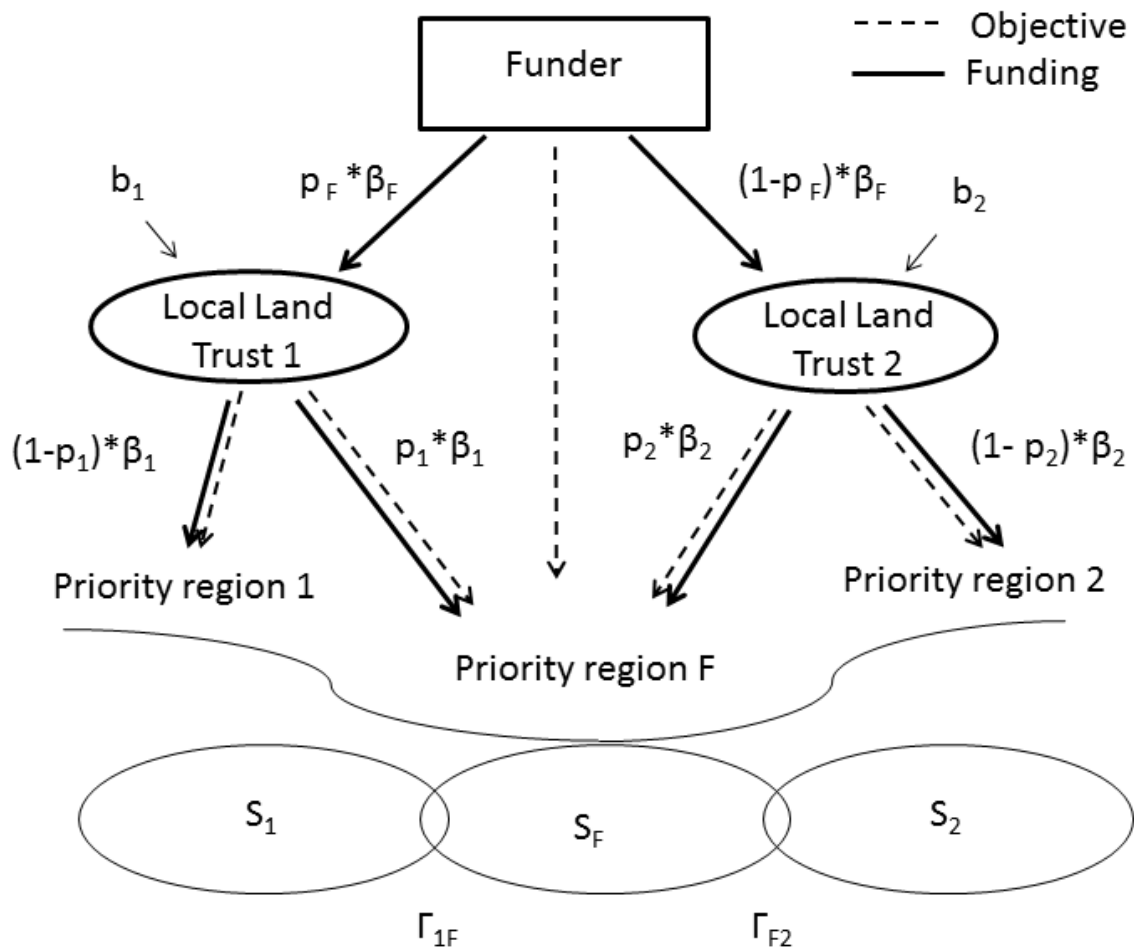 Objective
Funder
Funding
b₁
p F *βF
(1-p F)*βF
b₂
Local Land
Trust 1
Local Land
Trust 2
(1-p₁)*β₁
p₁*β₁
p₂*β₂
(1- p₂)*β₂
Priority region 1
Priority region 2
Priority region F
S₁
SF
S₂
Γ1F
ΓF2